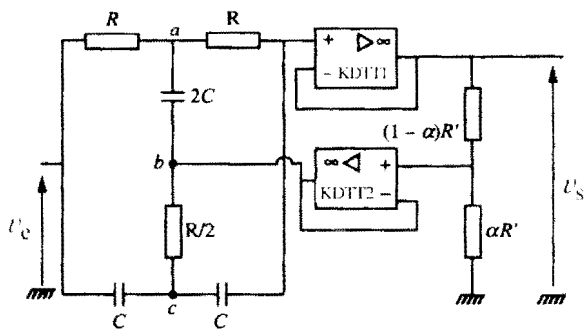 R
a
R
+ ▷ ∞
− KDTT1
2C
(1 − α)R'
b
∞ ◁ +
KDTT2 −
R/2
αR'
U_e
U_s
C
c
C